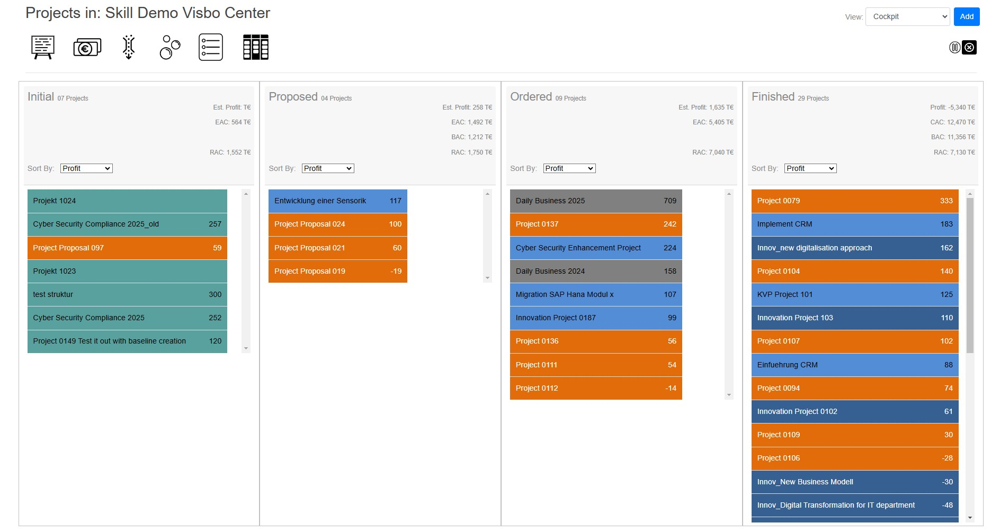 Projects in: Skill Demo Visbo Center
View: Cockpit Add
Initial 07 Projects
Est. Profit: T€
EAC: 564 T€
RAC: 1,552 T€
Sort By: Profit
Projekt 1024
Cyber Security Compliance 2025_old 257
Project Proposal 097 59
Projekt 1023
test struktur 300
Cyber Security Compliance 2025 252
Project 0149 Test it out with baseline creation 120
Proposed 04 Projects
Est. Profit: 258 T€
EAC: 1,492 T€
BAC: 1,212 T€
RAC: 1,750 T€
Sort By: Profit
Entwicklung einer Sensorik 117
Project Proposal 024 100
Project Proposal 021 60
Project Proposal 019 -19
Ordered 09 Projects
Est. Profit: 1,635 T€
EAC: 5,405 T€
RAC: 7,040 T€
Sort By: Profit
Daily Business 2025 709
Project 0137 242
Cyber Security Enhancement Project 224
Daily Business 2024 158
Migration SAP Hana Modul x 107
Innovation Project 0187 99
Project 0136 56
Project 0111 54
Project 0112 -14
Finished 29 Projects
Profit: -5,340 T€
CAC: 12,470 T€
BAC: 11,356 T€
RAC: 7,130 T€
Sort By: Profit
Project 0079 333
Implement CRM 183
Innov_new digitalisation approach 162
Project 0104 140
KVP Project 101 125
Innovation Project 103 110
Project 0107 102
Einfuehrung CRM 88
Project 0094 74
Innovation Project 0102 61
Project 0109 30
Project 0106 -28
Innov_New Business Modell -30
Innov_Digital Transformation for IT department -48